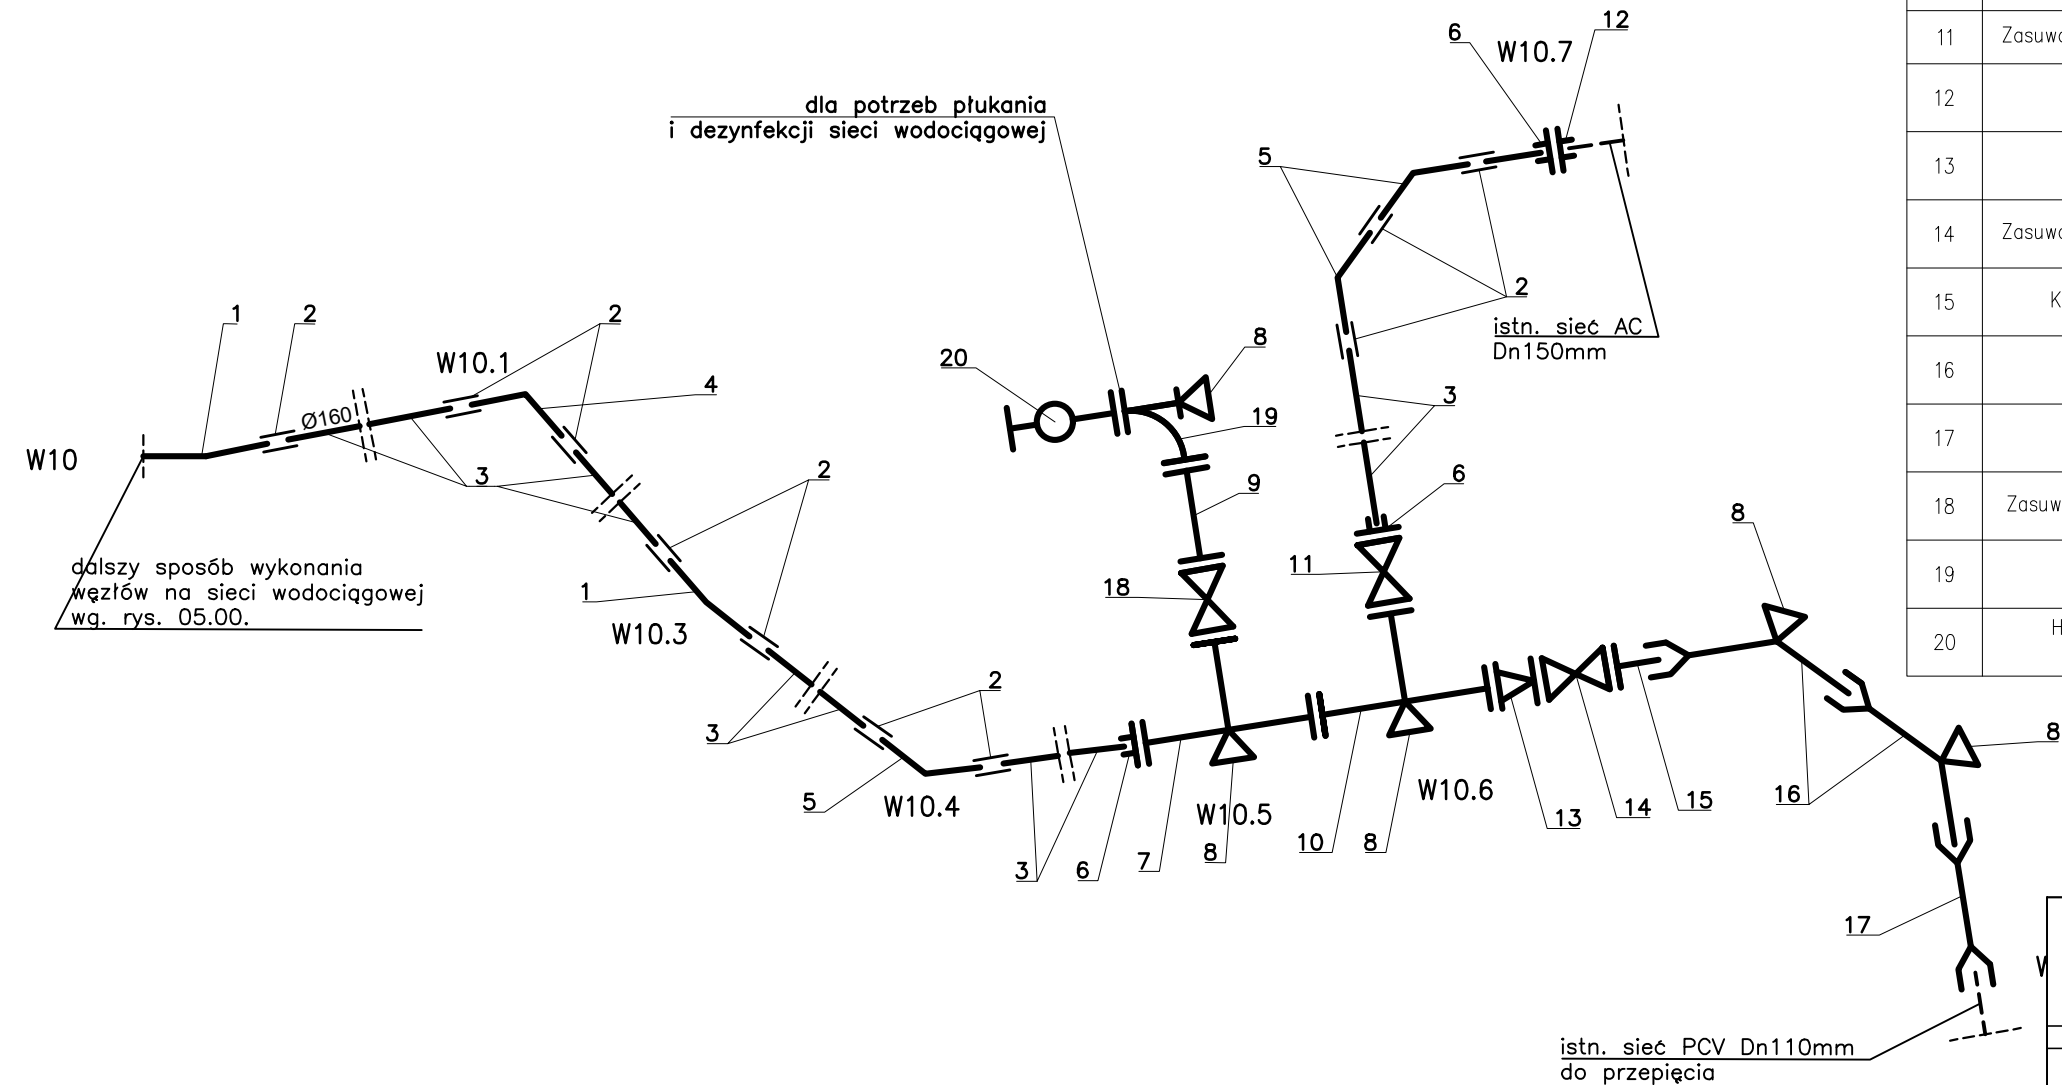 6
12
W10.7
dla potrzeb płukania
i dezynfekcji sieci wodociągowej
5
2
istn. sieć AC
Dn150mm
1
2
2
W10.1
4
Ø160
W10
3
2
20
8
19
9
3
6
11
18
8
dalszy sposób wykonania
węzłów na sieci wodociągowej
wg. rys. 05.00.
1
W10.3
2
3
5
W10.4
3
6
7
W10.5
8
10
8
W10.6
13
14
15
16
8
17
istn. sieć PCV Dn110mm
do przepięcia
11
12
13
14
15
16
17
18
19
20